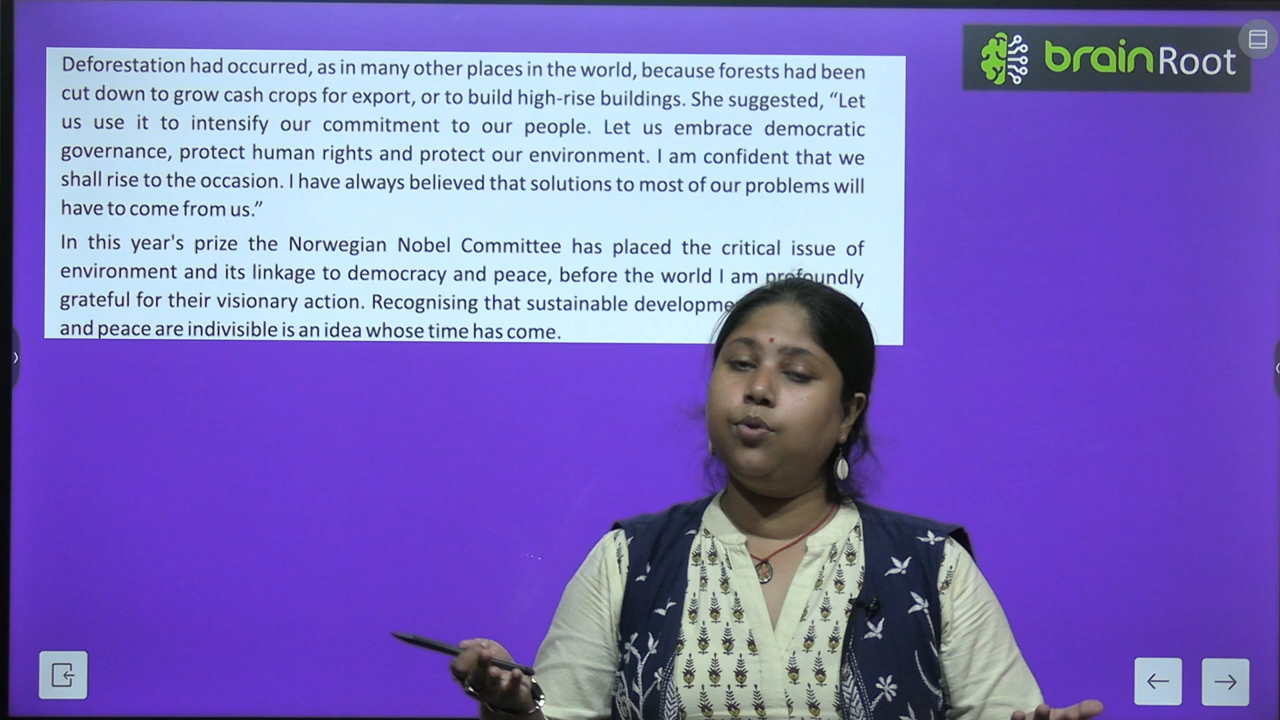 brainRoot
Deforestation had occurred, as in many other places in the world, because forests had been
cut down to grow cash crops for export, or to build high-rise buildings. She suggested, “Let
us use it to intensify our commitment to our people. Let us embrace democratic
governance, protect human rights and protect our environment. I am confident that we
shall rise to the occasion. I have always believed that solutions to most of our problems will
have to come from us.”
In this year's prize the Norwegian Nobel Committee has placed the critical issue of
environment and its linkage to democracy and peace, before the world I am profoundly
grateful for their visionary action. Recognising that sustainable
and peace are indivisible is an idea whose time has come.